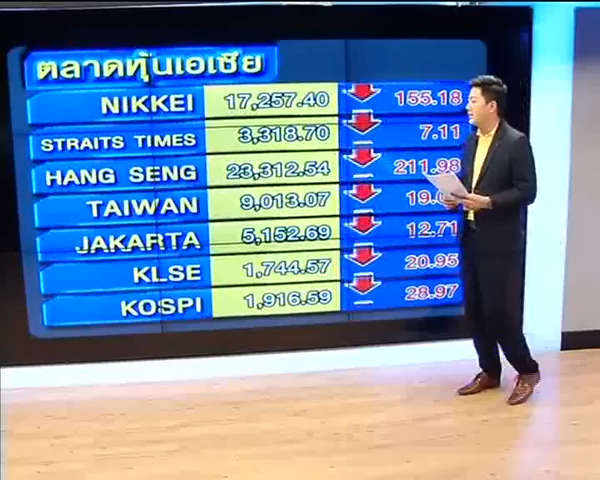 ตลาดหุ้นเอเชีย
NIKKEI 17,257.40 155.18
STRAITS TIMES 3,318.70 7.11
HANG SENG 23,312.54 211.98
TAIWAN 9,013.07
JAKARTA 5,152.69 12.71
KLSE 1,744.57 20.95
KOSPI 1,916.59 28.97